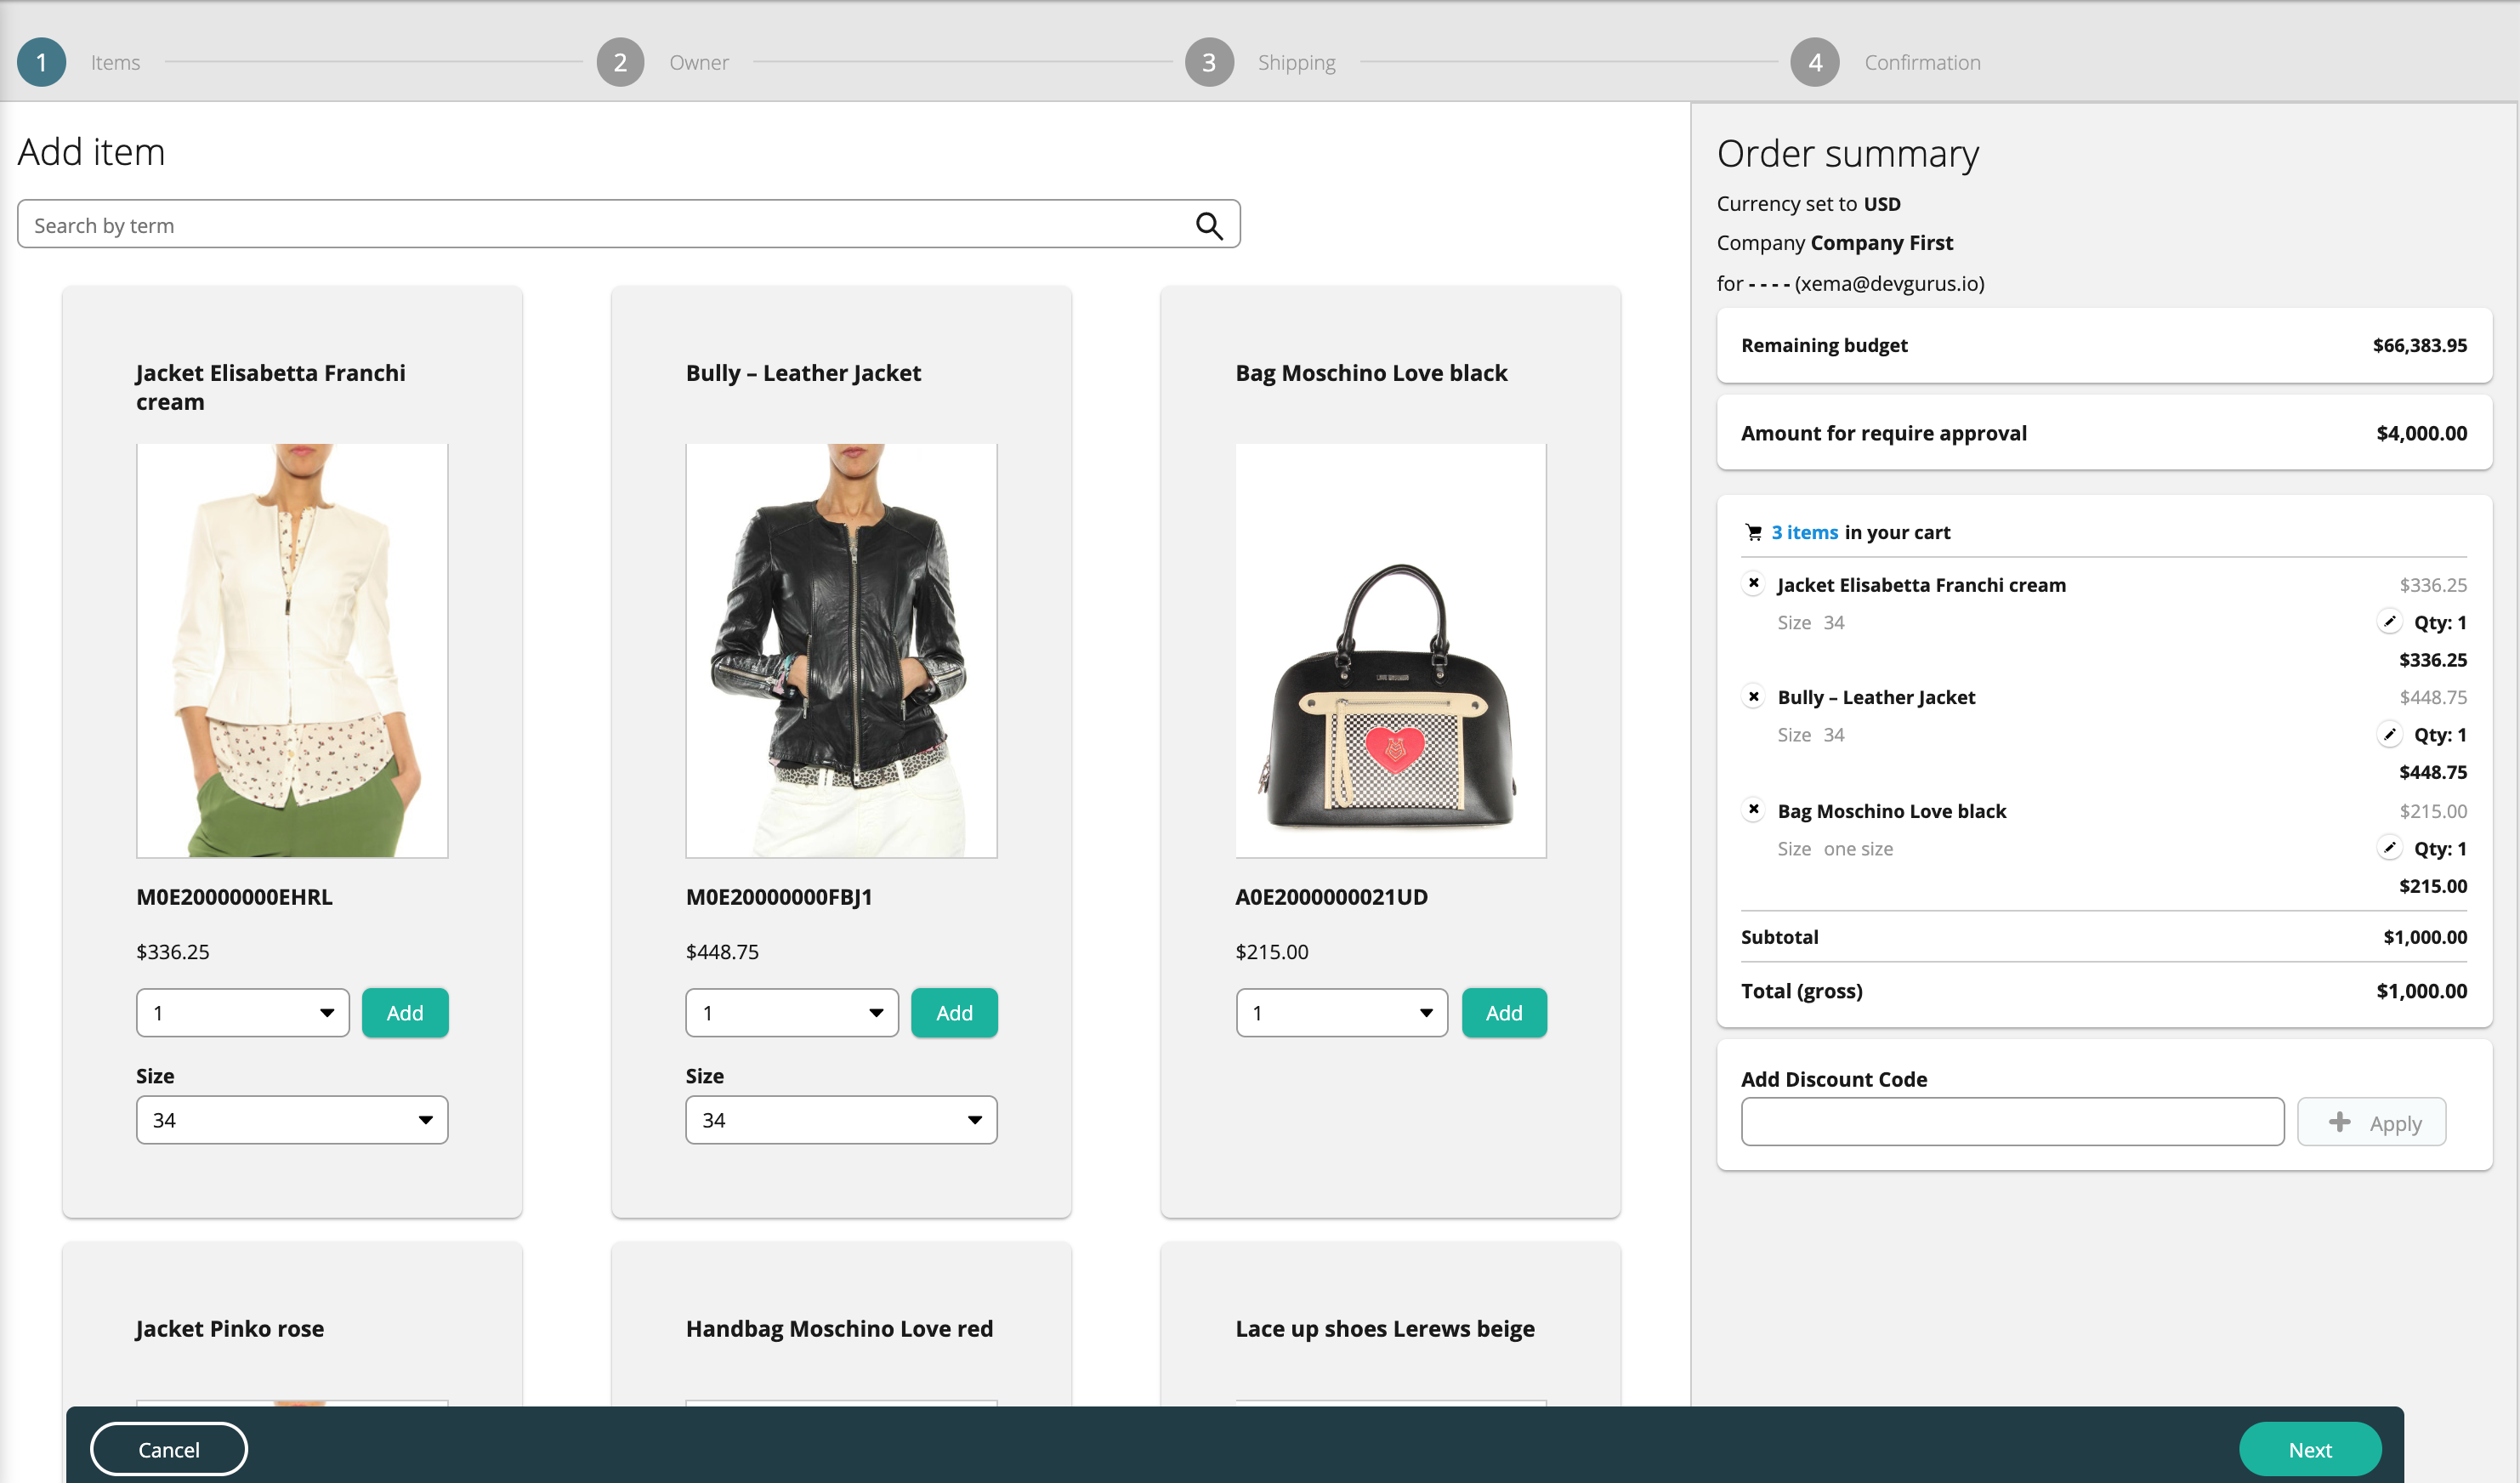 1 Items 2 Owner 3 Shipping 4 Confirmation
Add item
Search by term
Jacket Elisabetta Franchi
cream
M0E20000000EHRL
$336.25
1 Add
Size
34
Bully – Leather Jacket
M0E20000000FBJ1
$448.75
1 Add
Size
34
Bag Moschino Love black
A0E2000000021UD
$215.00
1 Add
Jacket Pinko rose
Handbag Moschino Love red
Lace up shoes Lerews beige
Order summary
Currency set to USD
Company Company First
for - - - - (xema@devgurus.io)
Remaining budget $66,383.95
Amount for require approval $4,000.00
3 items in your cart
Jacket Elisabetta Franchi cream $336.25
Size 34 Qty: 1
$336.25
Bully – Leather Jacket $448.75
Size 34 Qty: 1
$448.75
Bag Moschino Love black $215.00
Size one size Qty: 1
$215.00
Subtotal $1,000.00
Total (gross) $1,000.00
Add Discount Code
Apply
Cancel
Next